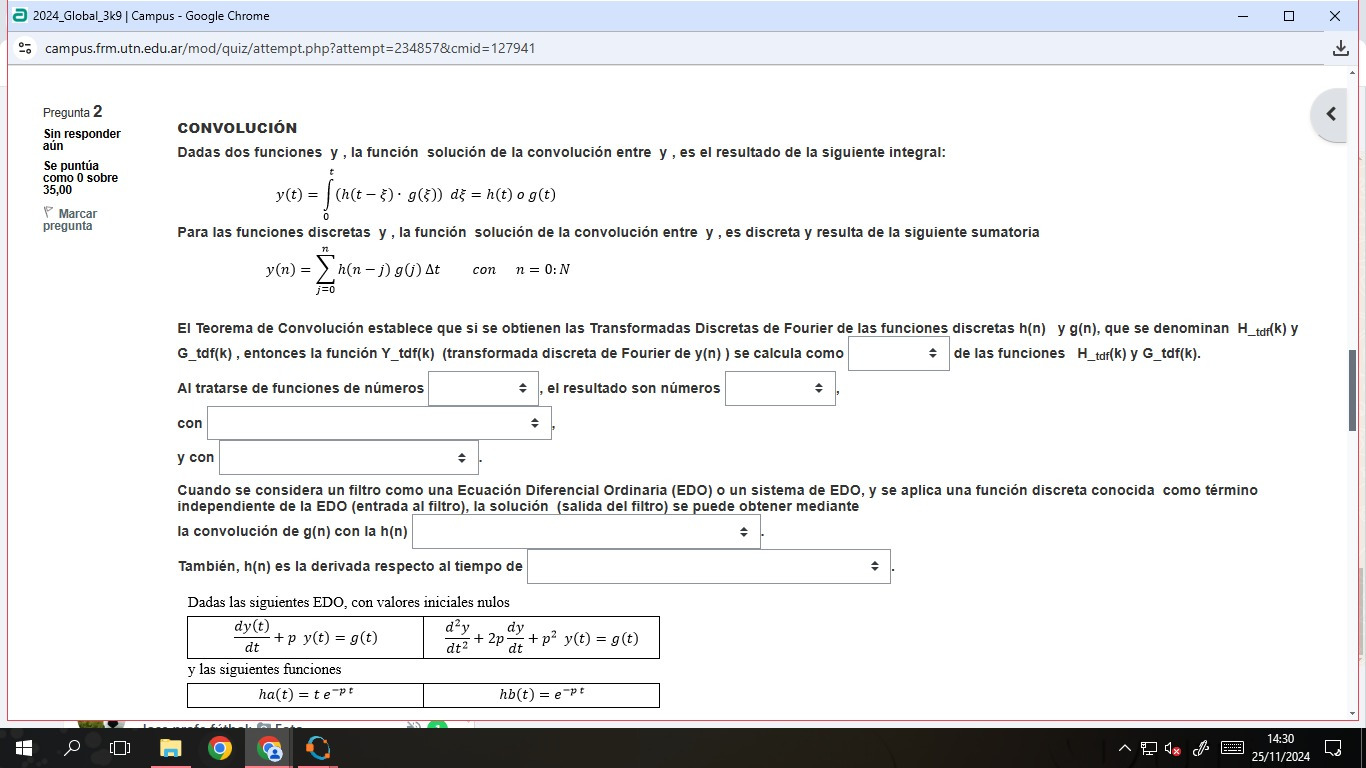 2024_Global_3k9 | Campus - Google Chrome
campus.frm.utn.edu.ar/mod/quiz/attempt.php?attempt=234857&cmid=127941
Pregunta 2
Sin responder
aún
Se puntúa
como 0 sobre
35,00
Marcar
pregunta
CONVOLUCIÓN
Dadas dos funciones y , la función solución de la convolución entre y , es el resultado de la siguiente integral:
y(t) = ∫₀ᵗ (h(t − ξ) · g(ξ)) dξ = h(t) o g(t)
Para las funciones discretas y , la función solución de la convolución entre y , es discreta y resulta de la siguiente sumatoria
y(n) = ∑_{j=0}^{n} h(n − j) g(j) Δt con n = 0: N
El Teorema de Convolución establece que si se obtienen las Transformadas Discretas de Fourier de las funciones discretas h(n) y g(n), que se denominan H_tdf(k) y
G_tdf(k) , entonces la función Y_tdf(k) (transformada discreta de Fourier de y(n) ) se calcula como de las funciones H_tdf(k) y G_tdf(k).
Al tratarse de funciones de números , el resultado son números ,
con ,
y con .
Cuando se considera un filtro como una Ecuación Diferencial Ordinaria (EDO) o un sistema de EDO, y se aplica una función discreta conocida como término
independiente de la EDO (entrada al filtro), la solución (salida del filtro) se puede obtener mediante
la convolución de g(n) con la h(n) .
También, h(n) es la derivada respecto al tiempo de .
Dadas las siguientes EDO, con valores iniciales nulos
dy(t)/dt + p y(t) = g(t) d²y/dt² + 2p dy/dt + p² y(t) = g(t)
y las siguientes funciones
ha(t) = t e^{−p t} hb(t) = e^{−p t}
14:30
25/11/2024